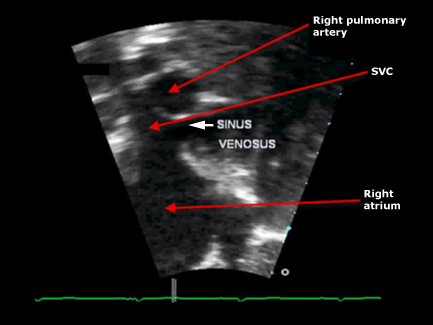 Right pulmonary
artery
SVC
SINUS
VENOSUS
Right
atrium